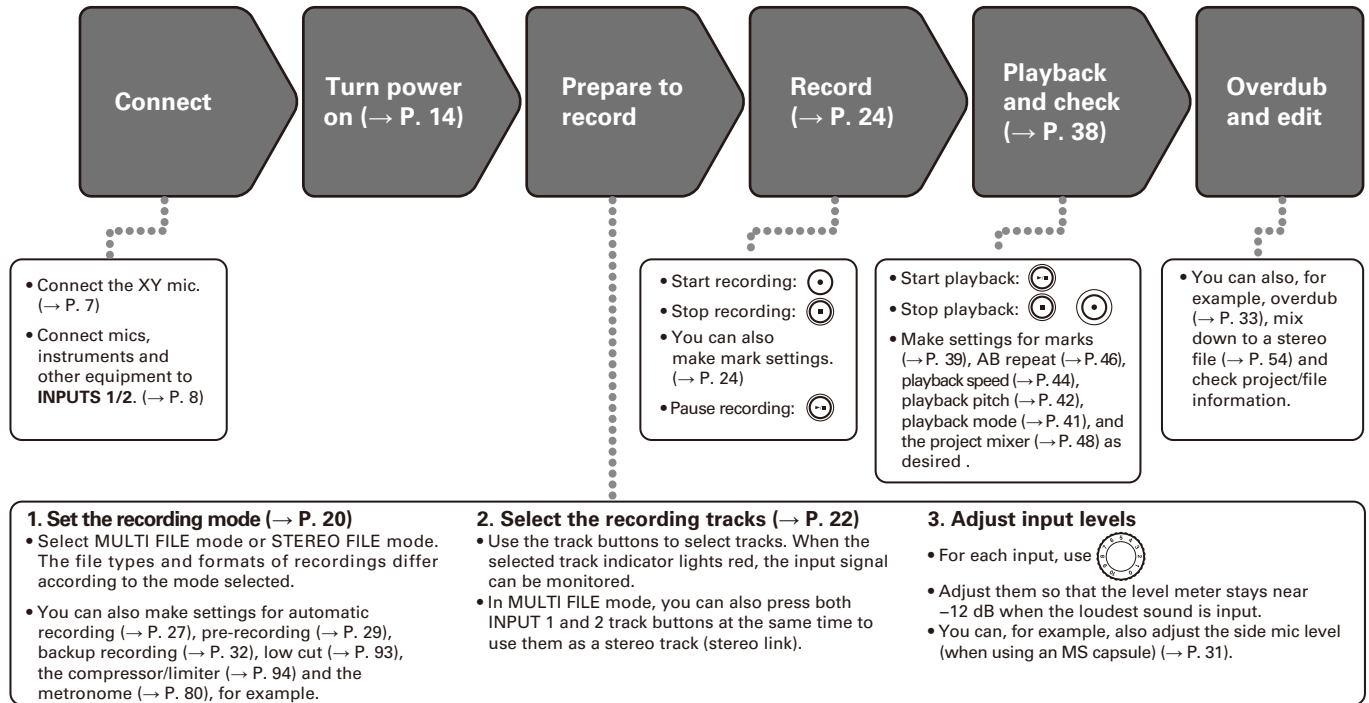 Connect
Turn power
on (→ P. 14)
Prepare to
record
Record
(→ P. 24)
Playback
and check
(→ P. 38)
Overdub
and edit
• Connect the XY mic.
(→ P. 7)
• Connect mics,
instruments and
other equipment to
INPUTS 1/2. (→ P. 8)
• Start recording:
• Stop recording:
• You can also
make mark settings.
(→ P. 24)
• Pause recording:
• Start playback:
• Stop playback:
• Make settings for marks
(→ P. 39), AB repeat (→ P. 46),
playback speed (→ P. 44),
playback pitch (→ P. 42),
playback mode (→ P. 41), and
the project mixer (→ P. 48) as
desired .
• You can also, for
example, overdub
(→ P. 33), mix
down to a stereo
file (→ P. 54) and
check project/file
information.
1. Set the recording mode (→ P. 20)
• Select MULTI FILE mode or STEREO FILE mode.
The file types and formats of recordings differ
according to the mode selected.
• You can also make settings for automatic
recording (→ P. 27), pre-recording (→ P. 29),
backup recording (→ P. 32), low cut (→ P. 93),
the compressor/limiter (→ P. 94) and the
metronome (→ P. 80), for example.
2. Select the recording tracks (→ P. 22)
• Use the track buttons to select tracks. When the
selected track indicator lights red, the input signal
can be monitored.
• In MULTI FILE mode, you can also press both
INPUT 1 and 2 track buttons at the same time to
use them as a stereo track (stereo link).
3. Adjust input levels
• For each input, use
• Adjust them so that the level meter stays near
−12 dB when the loudest sound is input.
• You can, for example, also adjust the side mic level
(when using an MS capsule) (→ P. 31).